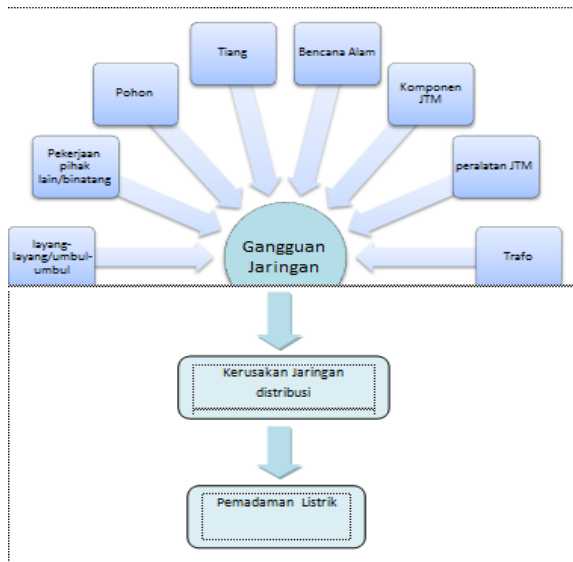 Tiang
Bencana Alam
Pohon
Komponen
JTM
Pekerjaan
pihak
lain/binatang
peralatan JTM
layang-
layang/umbul-
umbul
Gangguan
Jaringan
Trafo
Kerusakan Jaringan
distribusi
Pemadaman Listrik